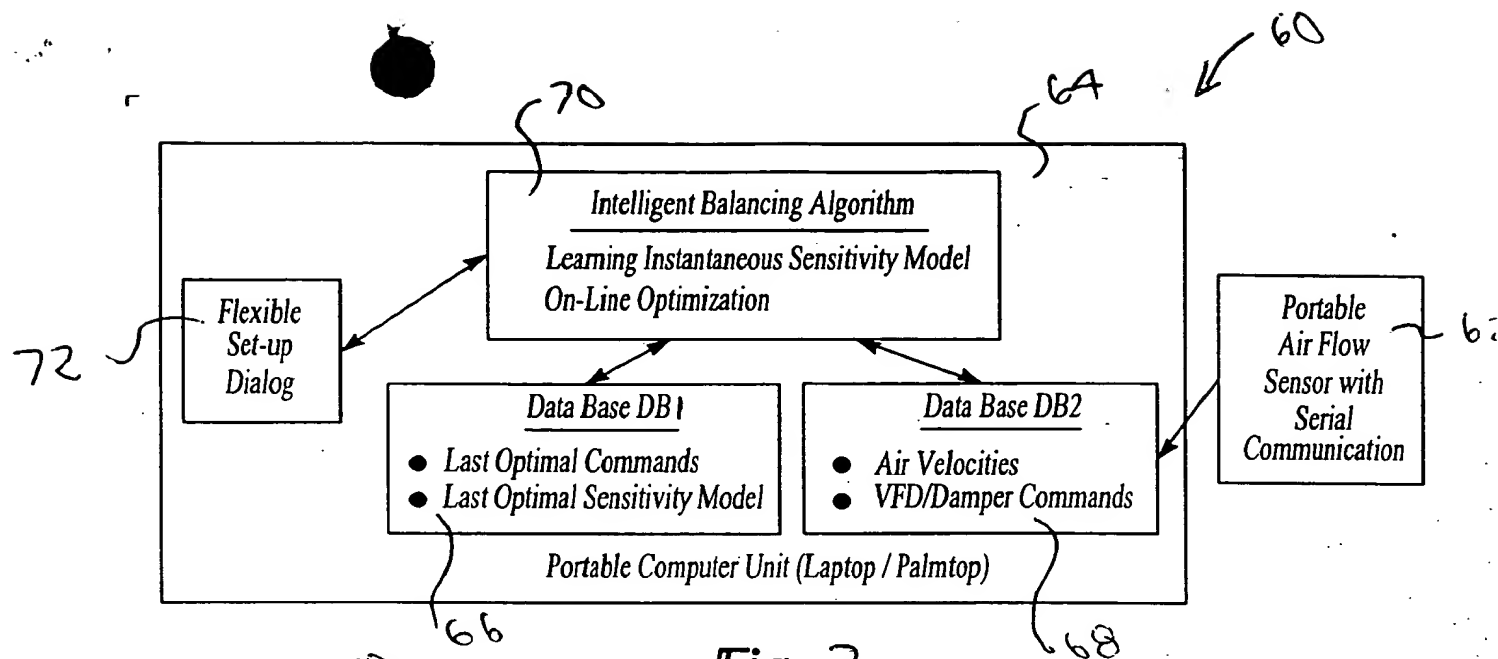 60
70
64
Intelligent Balancing Algorithm
Learning Instantaneous Sensitivity Model
On-Line Optimization
Flexible
Set-up
Dialog
72
Portable
Air Flow
Sensor with
Serial
Communication
Data Base DB1
● Last Optimal Commands
● Last Optimal Sensitivity Model
Data Base DB2
● Air Velocities
● VFD/Damper Commands
Portable Computer Unit (Laptop / Palmtop)
66
68